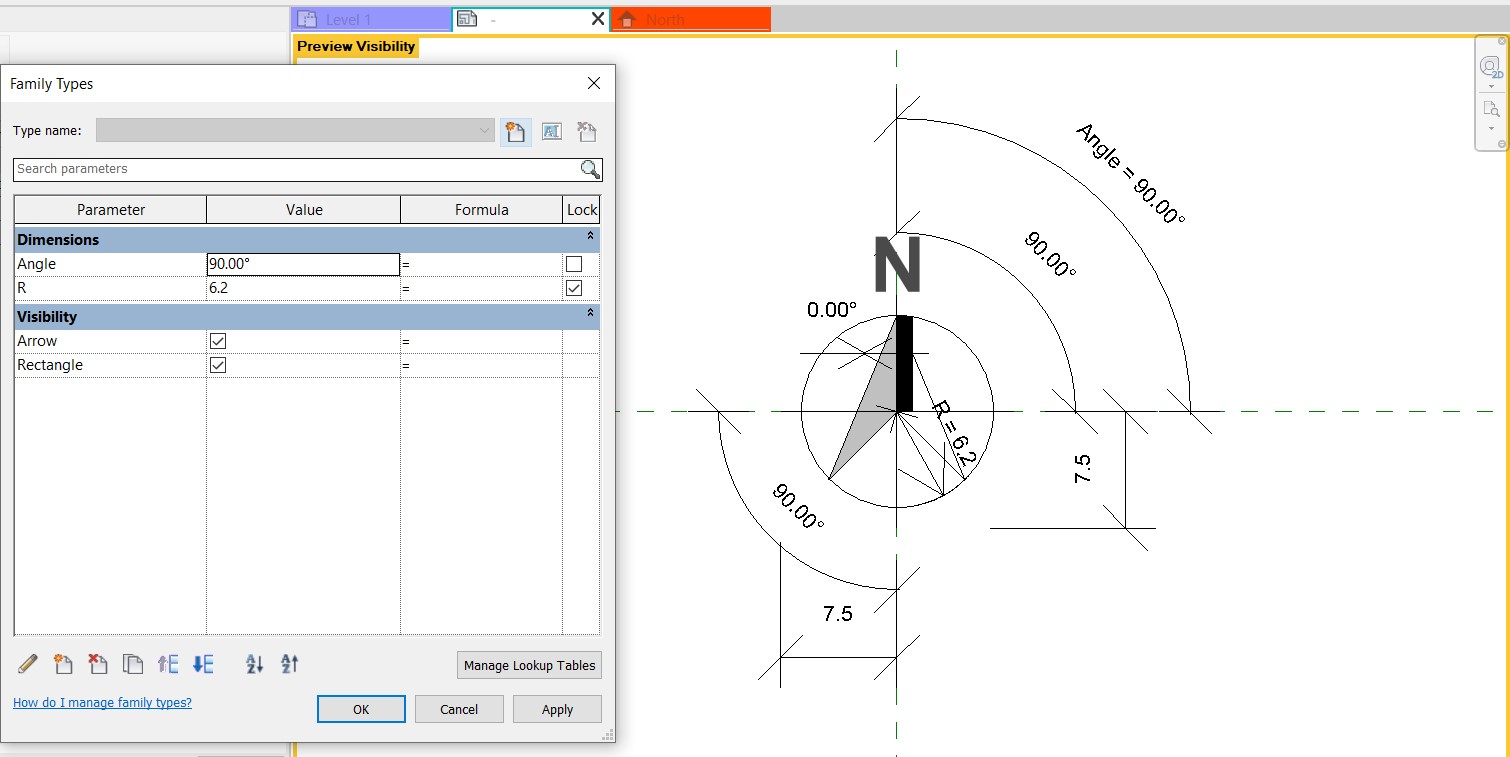 Level 1
-
North
Preview Visibility
Family Types
Type name:
Search parameters
Parameter Value Formula Lock
Dimensions
Angle 90.00° =
R 6.2 =
Visibility
Arrow =
Rectangle =
Manage Lookup Tables
How do I manage family types?
OK Cancel Apply
2D
Angle = 90.00°
90.00°
N
0.00°
R = 6.2
7.5
90.00°
7.5